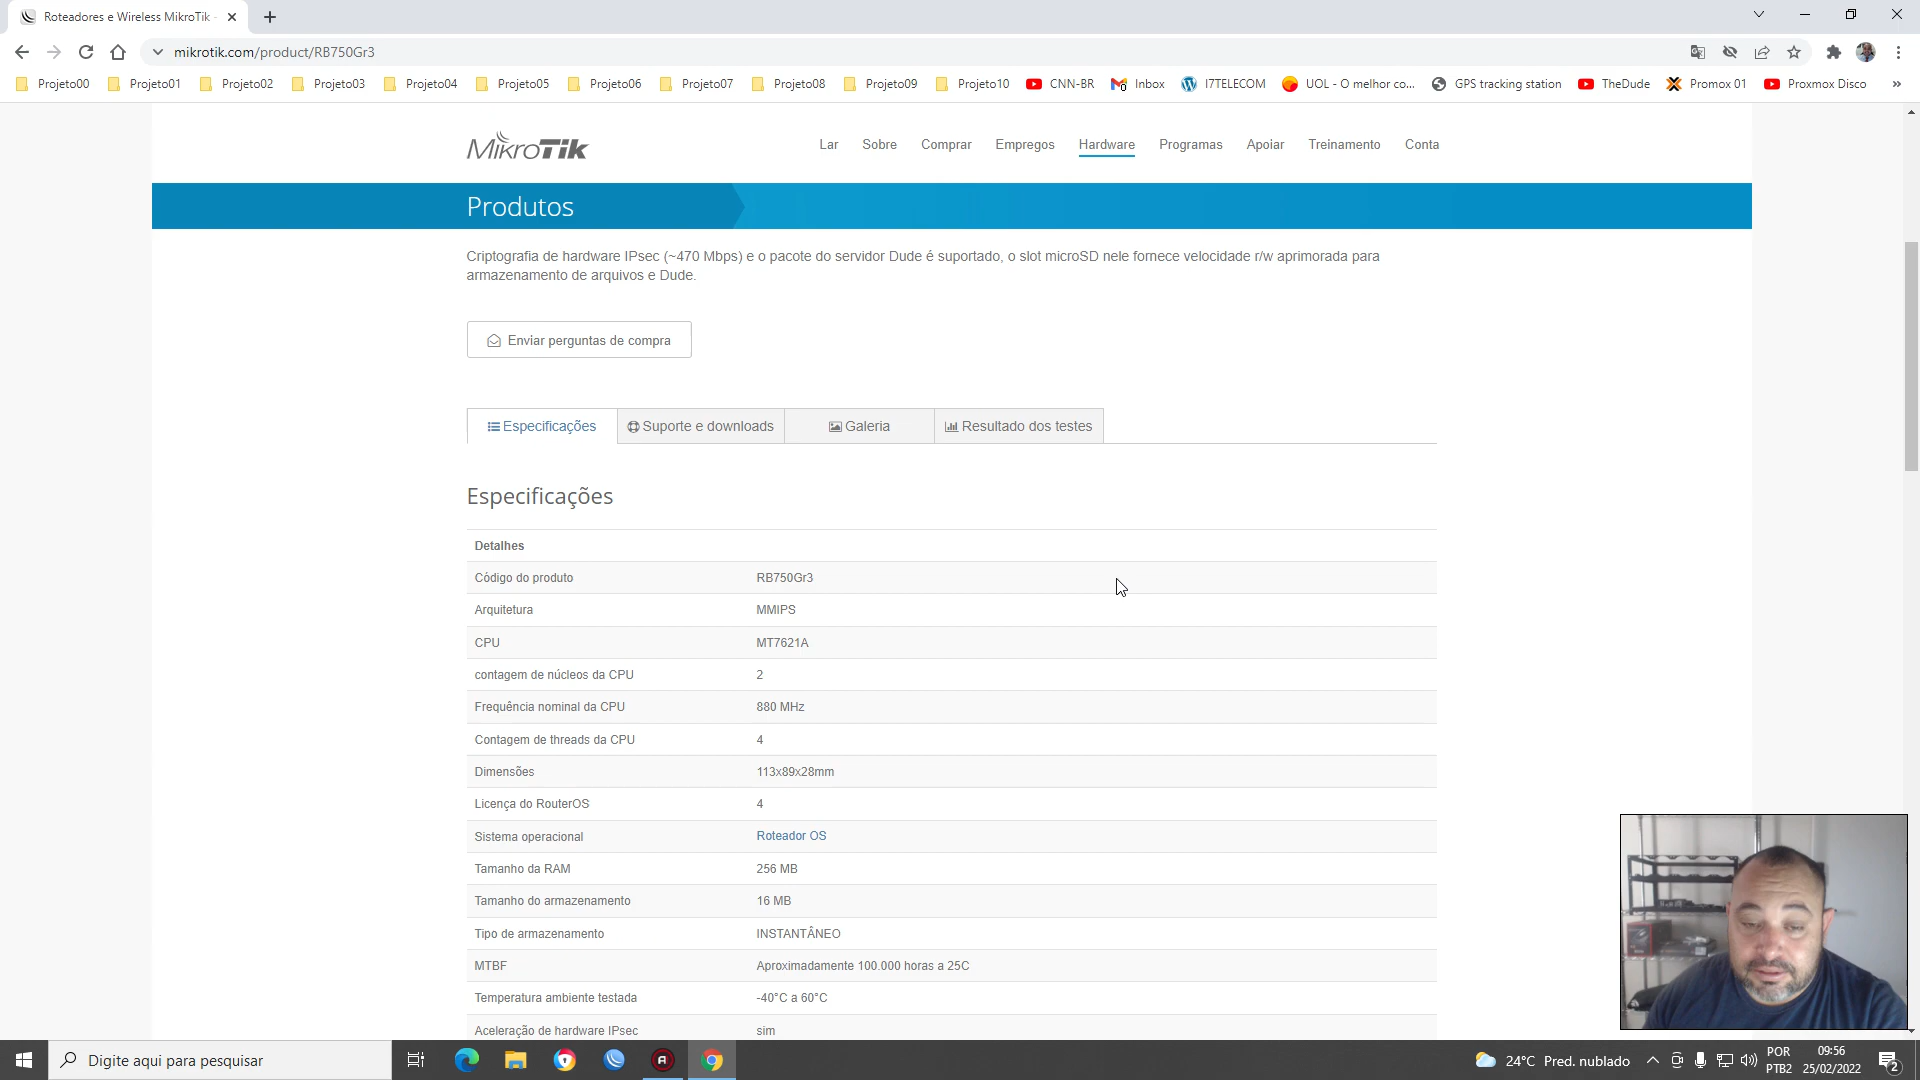 Roteadores e Wireless MikroTik -
mikrotik.com/product/RB750Gr3
Projeto00
Projeto01
Projeto02
Projeto03
Projeto04
Projeto05
Projeto06
Projeto07
Projeto08
Projeto09
Projeto10
CNN-BR
Inbox
I7TELECOM
UOL - O melhor co...
GPS tracking station
TheDude
Promox 01
Proxmox Disco
»
MikroTik
Lar
Sobre
Comprar
Empregos
Hardware
Programas
Apoiar
Treinamento
Conta
Produtos
Criptografia de hardware IPsec (~470 Mbps) e o pacote do servidor Dude é suportado, o slot microSD nele fornece velocidade r/w aprimorada para
armazenamento de arquivos e Dude.
Enviar perguntas de compra
Especificações
Suporte e downloads
Galeria
Resultado dos testes
Especificações
Detalhes
Código do produto RB750Gr3
Arquitetura MMIPS
CPU MT7621A
contagem de núcleos da CPU 2
Frequência nominal da CPU 880 MHz
Contagem de threads da CPU 4
Dimensões 113x89x28mm
Licença do RouterOS 4
Sistema operacional Roteador OS
Tamanho da RAM 256 MB
Tamanho do armazenamento 16 MB
Tipo de armazenamento INSTANTÂNEO
MTBF Aproximadamente 100.000 horas a 25C
Temperatura ambiente testada -40°C a 60°C
Aceleração de hardware IPsec sim
Digite aqui para pesquisar
24°C Pred. nublado
POR
PTB2
09:56
25/02/2022
2